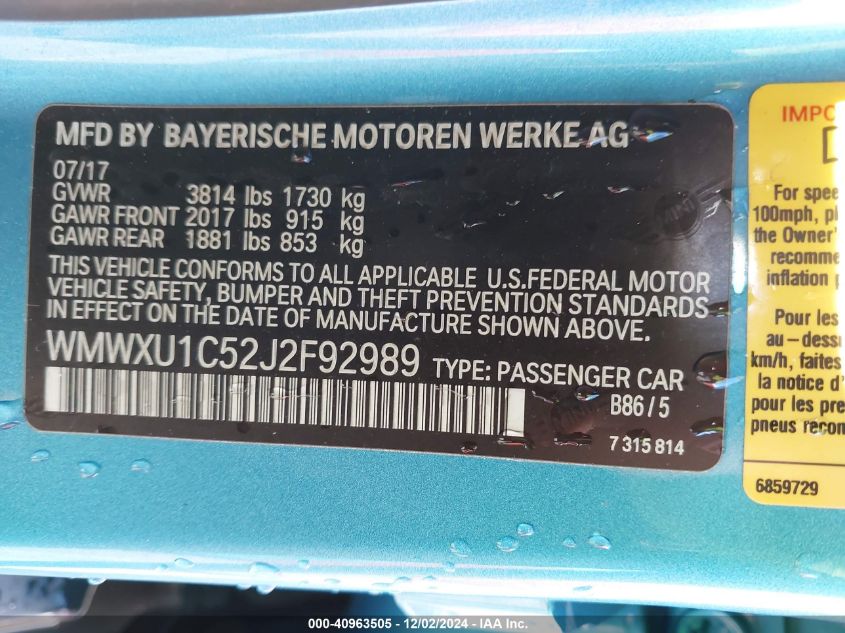 MFD BY BAYERISCHE MOTOREN WERKE AG
07/17
GVWR 3814 lbs 1730 kg
GAWR FRONT 2017 lbs 915 kg
GAWR REAR 1881 lbs 853 kg
THIS VEHICLE CONFORMS TO ALL APPLICABLE U.S.FEDERAL MOTOR
VEHICLE SAFETY, BUMPER AND THEFT PREVENTION STANDARDS
IN EFFECT ON THE DATE OF MANUFACTURE SHOWN ABOVE.
WMWXU1C52J2F92989 TYPE: PASSENGER CAR
B86/5
7 315 814
For spee
100mph, pl
the Owner'
recomme
inflation
Pour les
au-dessu
km/h, faites
la notice d'
pour les pre
pneus recon
6859729
000-40963505 - 12/02/2024 - IAA Inc.